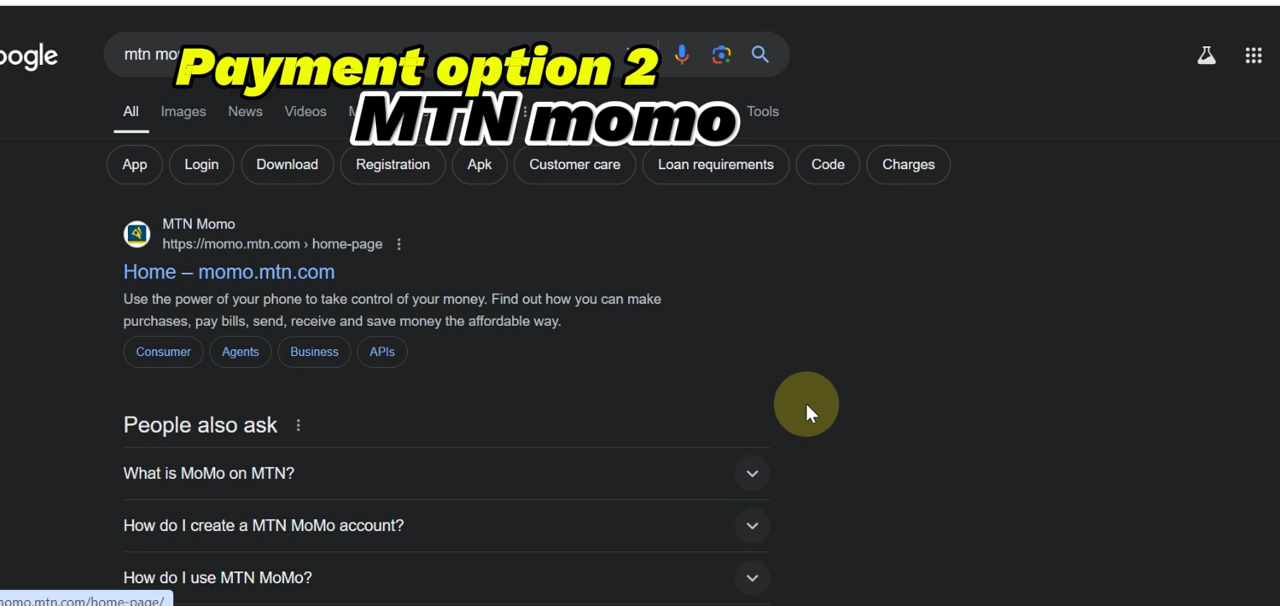 oogle
mtn mo
Payment option 2
MTN momo
All Images News Videos Tools
App Login Download Registration Apk Customer care Loan requirements Code Charges
MTN Momo
https://momo.mtn.com › home-page
Home – momo.mtn.com
Use the power of your phone to take control of your money. Find out how you can make
purchases, pay bills, send, receive and save money the affordable way.
Consumer Agents Business APIs
People also ask
What is MoMo on MTN?
How do I create a MTN MoMo account?
How do I use MTN MoMo?
momo.mtn.com/home-page/